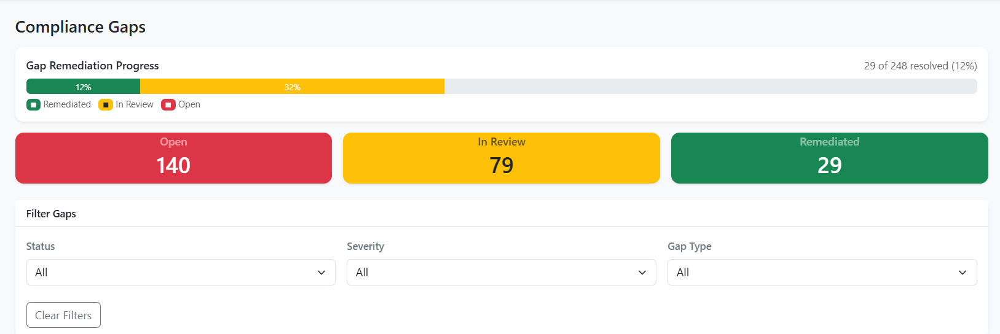 Compliance Gaps
Gap Remediation Progress
29 of 248 resolved (12%)
12%
32%
Remediated
In Review
Open
Open
140
In Review
79
Remediated
29
Filter Gaps
Status
Severity
Gap Type
All
All
All
Clear Filters